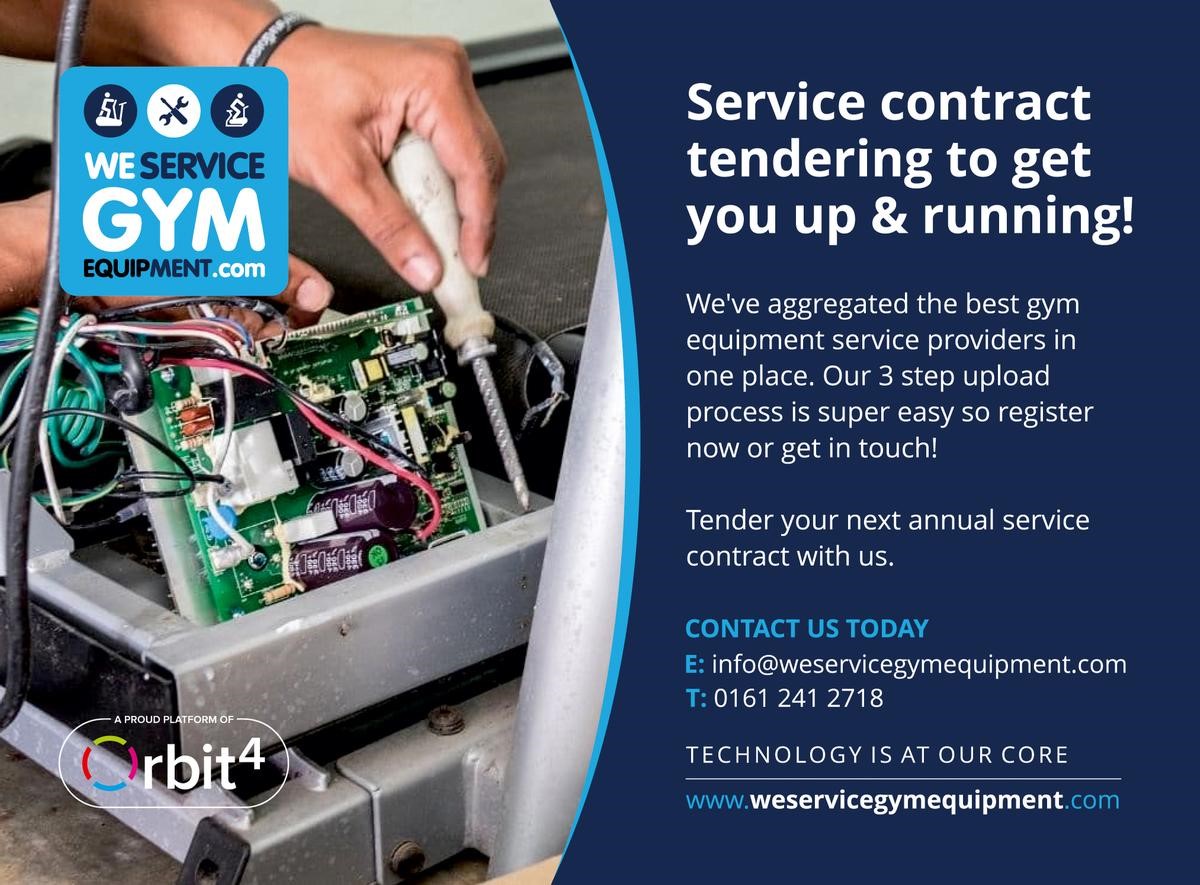 WE SERVICE
GYM
EQUIPMENT.com
A PROUD PLATFORM OF
Orbit4
Service contract
tendering to get
you up & running!
We've aggregated the best gym
equipment service providers in
one place. Our 3 step upload
process is super easy so register
now or get in touch!
Tender your next annual service
contract with us.
CONTACT US TODAY
E: info@weservicegymequipment.com
T: 0161 241 2718
TECHNOLOGY IS AT OUR CORE
www.weservicegymequipment.com